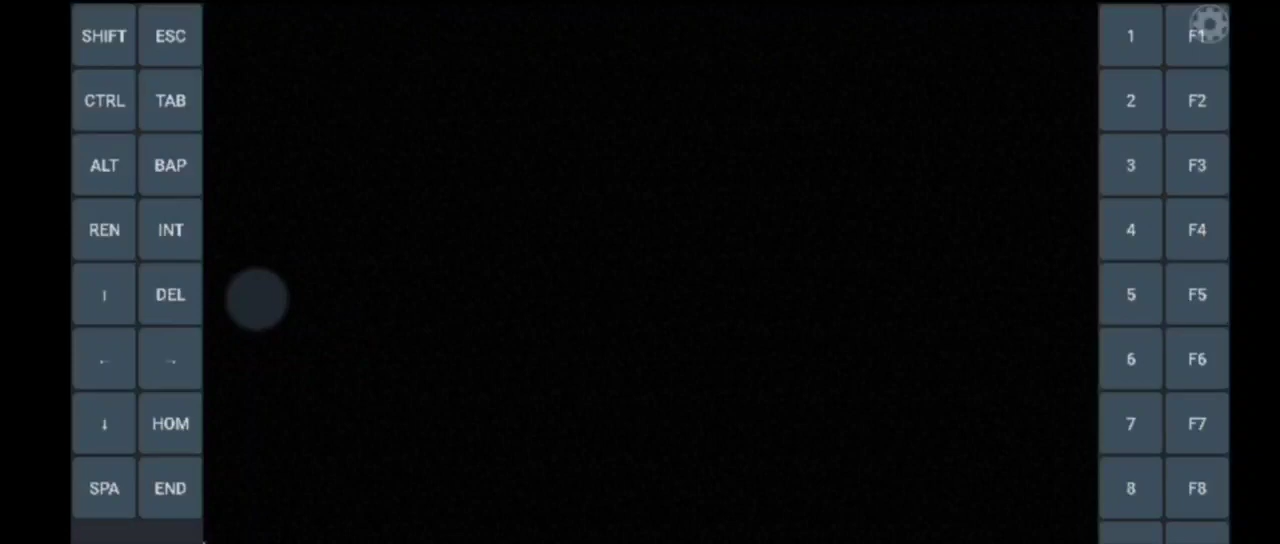 SHIFT ESC 1 F1
CTRL TAB 2 F2
ALT BAP 3 F3
REN INT 4 F4
↑ DEL 5 F5
← → 6 F6
↓ HOM 7 F7
SPA END 8 F8